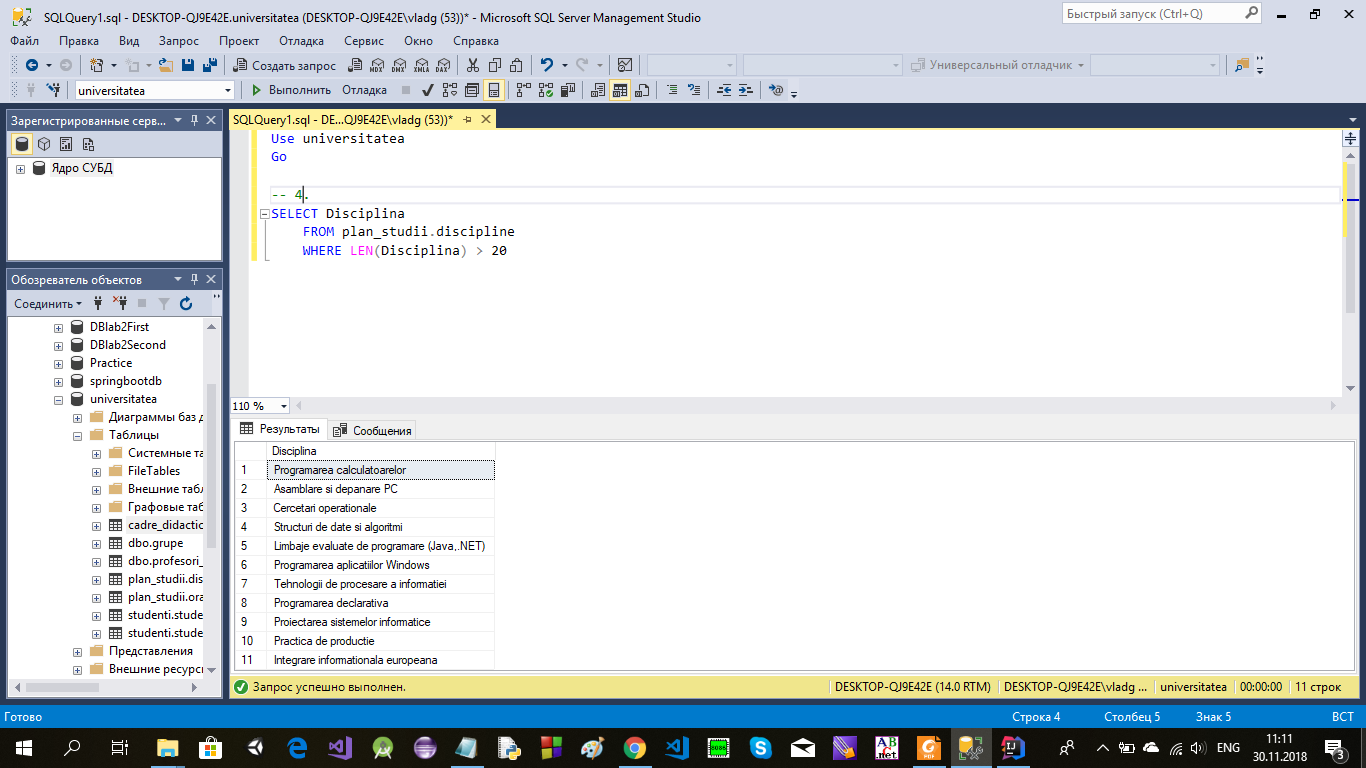 SQLQuery1.sql - DESKTOP-QJ9E42E.universitatea (DESKTOP-QJ9E42E\vladg (53))* - Microsoft SQL Server Management Studio
Быстрый запуск (Ctrl+Q)
Файл Правка Вид Запрос Проект Отладка Сервис Окно Справка
Создать запрос MDX DMX XMLA DAX Универсальный отладчик
universitatea Выполнить Отладка
Зарегистрированные серв...
Ядро СУБД
Обозреватель объектов
Соединить
DBlab2First
DBlab2Second
Practice
springbootdb
universitatea
Диаграммы баз д
Таблицы
Системные та
FileTables
Внешние табл
Графовые таб
cadre_didactic
dbo.grupe
dbo.profesori_
plan_studii.dis
plan_studii.ora
studenti.stude
studenti.stude
Представления
Внешние ресурс
SQLQuery1.sql - DE...QJ9E42E\vladg (53))*
Use universitatea
Go
-- 4.
SELECT Disciplina
FROM plan_studii.discipline
WHERE LEN(Disciplina) > 20
110 %
Результаты Сообщения
Disciplina
1 Programarea calculatoarelor
2 Asamblare si depanare PC
3 Cercetari operationale
4 Structuri de date si algoritmi
5 Limbaje evaluate de programare (Java,.NET)
6 Programarea aplicatiilor Windows
7 Tehnologii de procesare a informatiei
8 Programarea declarativa
9 Proiectarea sistemelor informatice
10 Practica de productie
11 Integrare informationala europeana
Запрос успешно выполнен. DESKTOP-QJ9E42E (14.0 RTM) DESKTOP-QJ9E42E\vladg ... universitatea 00:00:00 11 строк
Готово Строка 4 Столбец 5 Знак 5 ВСТ
ENG 11:11
30.11.2018
3